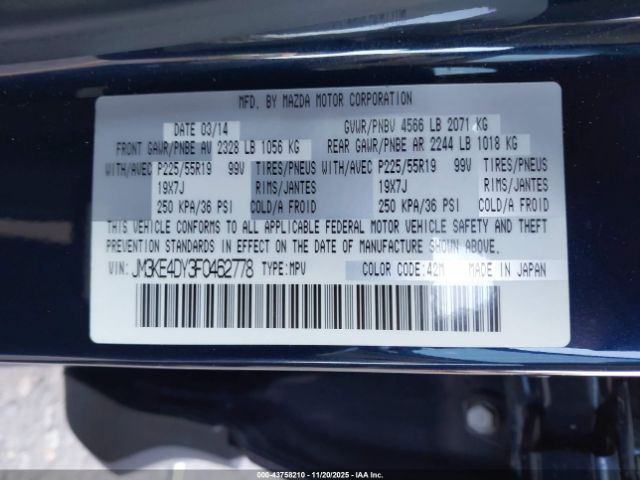 MFD. BY MAZDA MOTOR CORPORATION
DATE 03/14 GVWR/PNBV 4566 LB 2071 KG
FRONT GAWR/PNBE AV 2328 LB 1056 KG REAR GAWR/PNBE AR 2244 LB 1018 KG
WITH/AVEC P225/55R19 99V TIRES/PNEUS WITH/AVEC P225/55R19 99V TIRES/PNEUS
19X7J RIMS/JANTES 19X7J RIMS/JANTES
250 KPA/36 PSI COLD/A FROID 250 KPA/36 PSI COLD/A FROID
THIS VEHICLE CONFORMS TO ALL APPLICABLE FEDERAL MOTOR VEHICLE SAFETY AND THEFT
PREVENTION STANDARDS IN EFFECT ON THE DATE OF MANUFACTURE SHOWN ABOVE.
VIN: JM3KE4DY3F0462778 TYPE:MPV COLOR CODE:42M MADE IN JAPAN
000-43758210 - 11/20/2025 - IAA Inc.